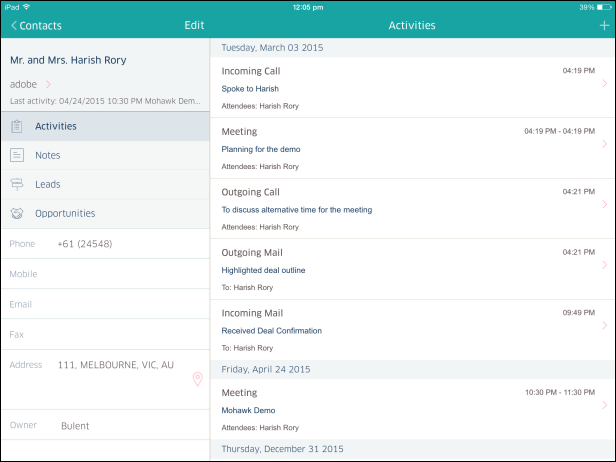 iPad 12:05 pm 39%
Contacts Edit Activities +
Mr. and Mrs. Harish Rory
adobe
Last activity: 04/24/2015 10:30 PM Mohawk Dem...
Activities
Notes
Leads
Opportunities
Phone +61 (24548)
Mobile
Email
Fax
Address 111, MELBOURNE, VIC, AU
Owner Bulent
Tuesday, March 03 2015
Incoming Call 04:19 PM
Spoke to Harish
Attendees: Harish Rory
Meeting 04:19 PM - 04:19 PM
Planning for the demo
Attendees: Harish Rory
Outgoing Call 04:21 PM
To discuss alternative time for the meeting
Attendees: Harish Rory
Outgoing Mail 04:21 PM
Highlighted deal outline
To: Harish Rory
Incoming Mail 09:49 PM
Received Deal Confirmation
To: Harish Rory
Friday, April 24 2015
Meeting 10:30 PM - 11:30 PM
Mohawk Demo
Attendees: Harish Rory
Thursday, December 31 2015